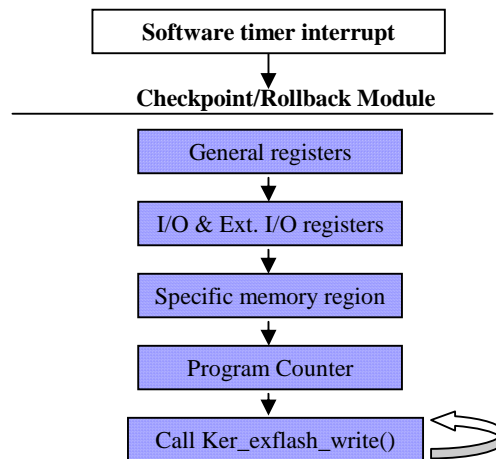 Software timer interrupt
Checkpoint/Rollback Module
General registers
I/O & Ext. I/O registers
Specific memory region
Program Counter
Call Ker_exflash_write()